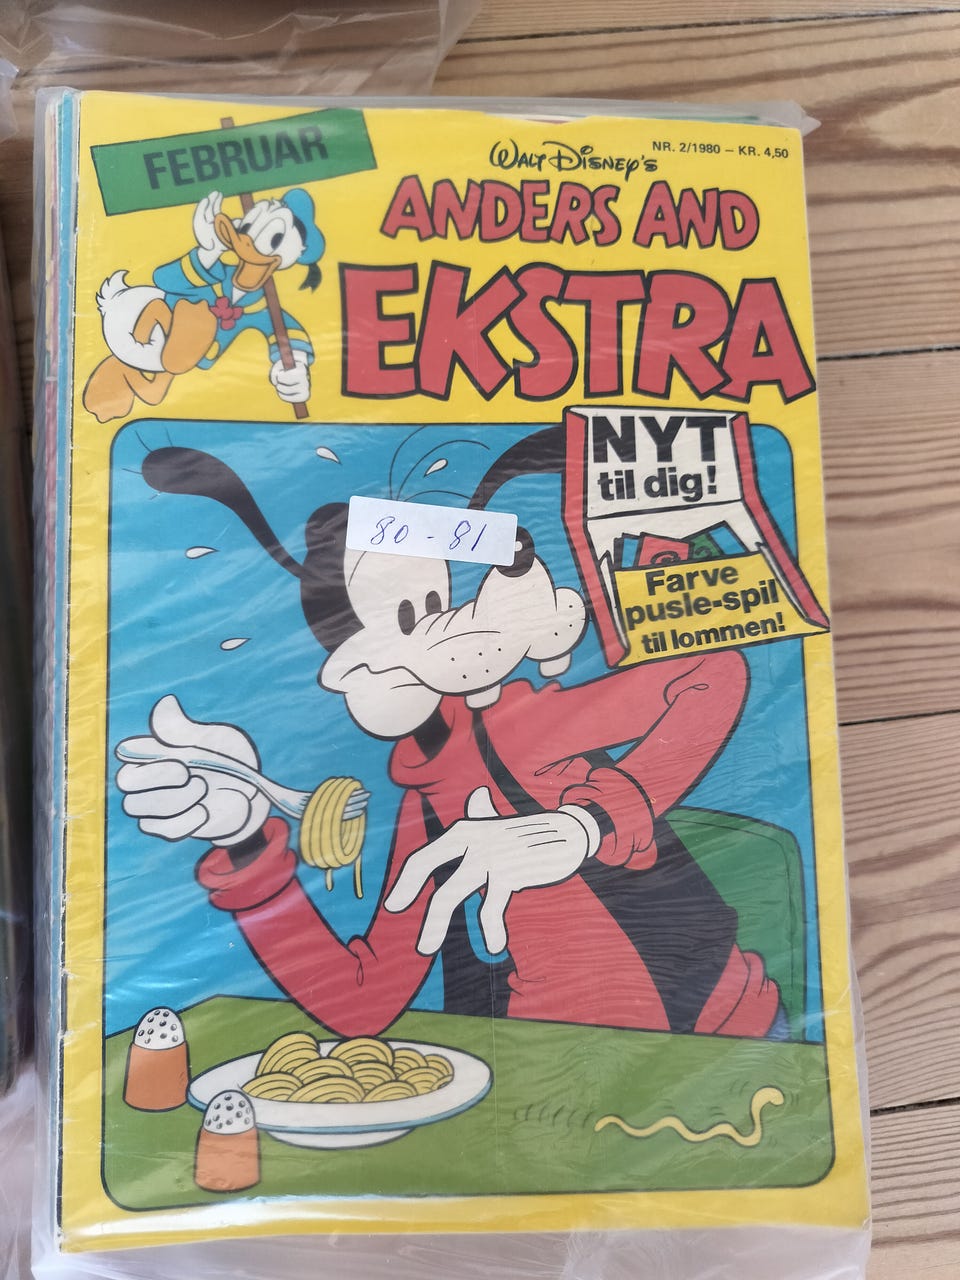 FEBRUAR
WALT DISNEY'S
NR. 2/1980 – KR. 4,50
ANDERS AND
EKSTRA
NYT
til dig!
80 - 81
Farve
pusle-spil
til lommen!